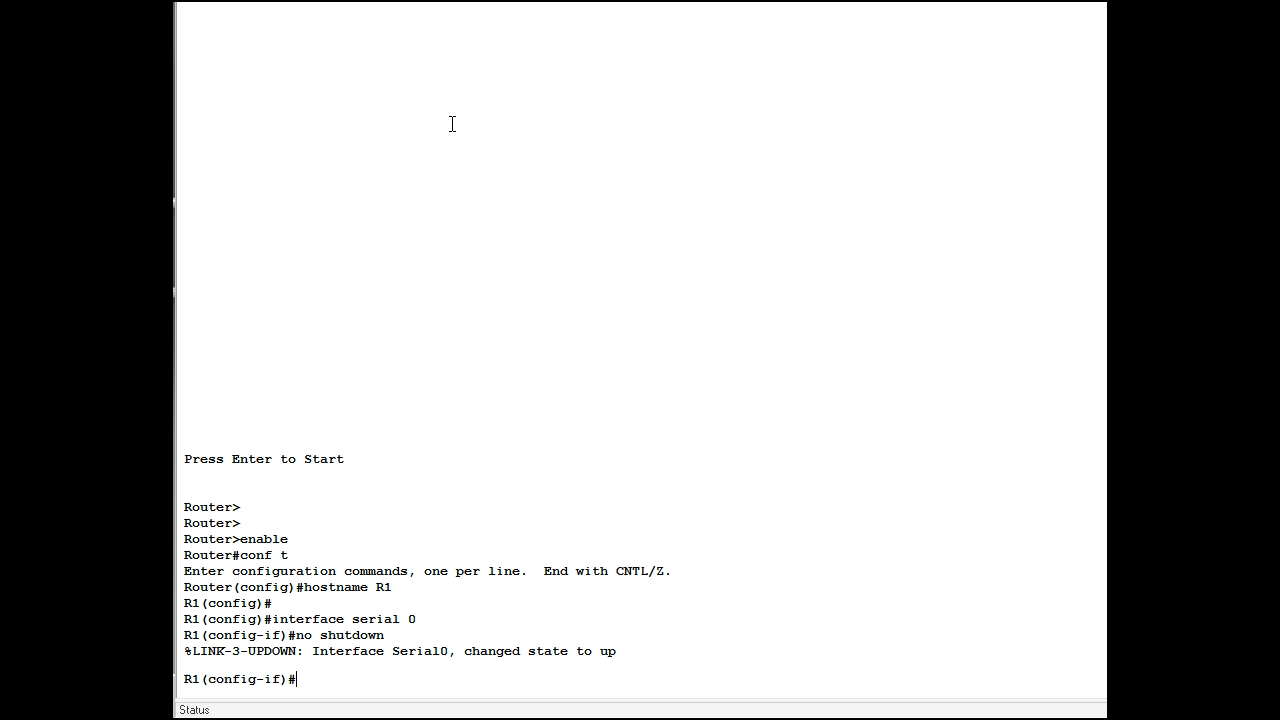 Press Enter to Start
Router>
Router>
Router>enable
Router#conf t
Enter configuration commands, one per line.  End with CNTL/Z.
Router(config)#hostname R1
R1(config)#
R1(config)#interface serial 0
R1(config-if)#no shutdown
%LINK-3-UPDOWN: Interface Serial0, changed state to up
R1(config-if)#
Status